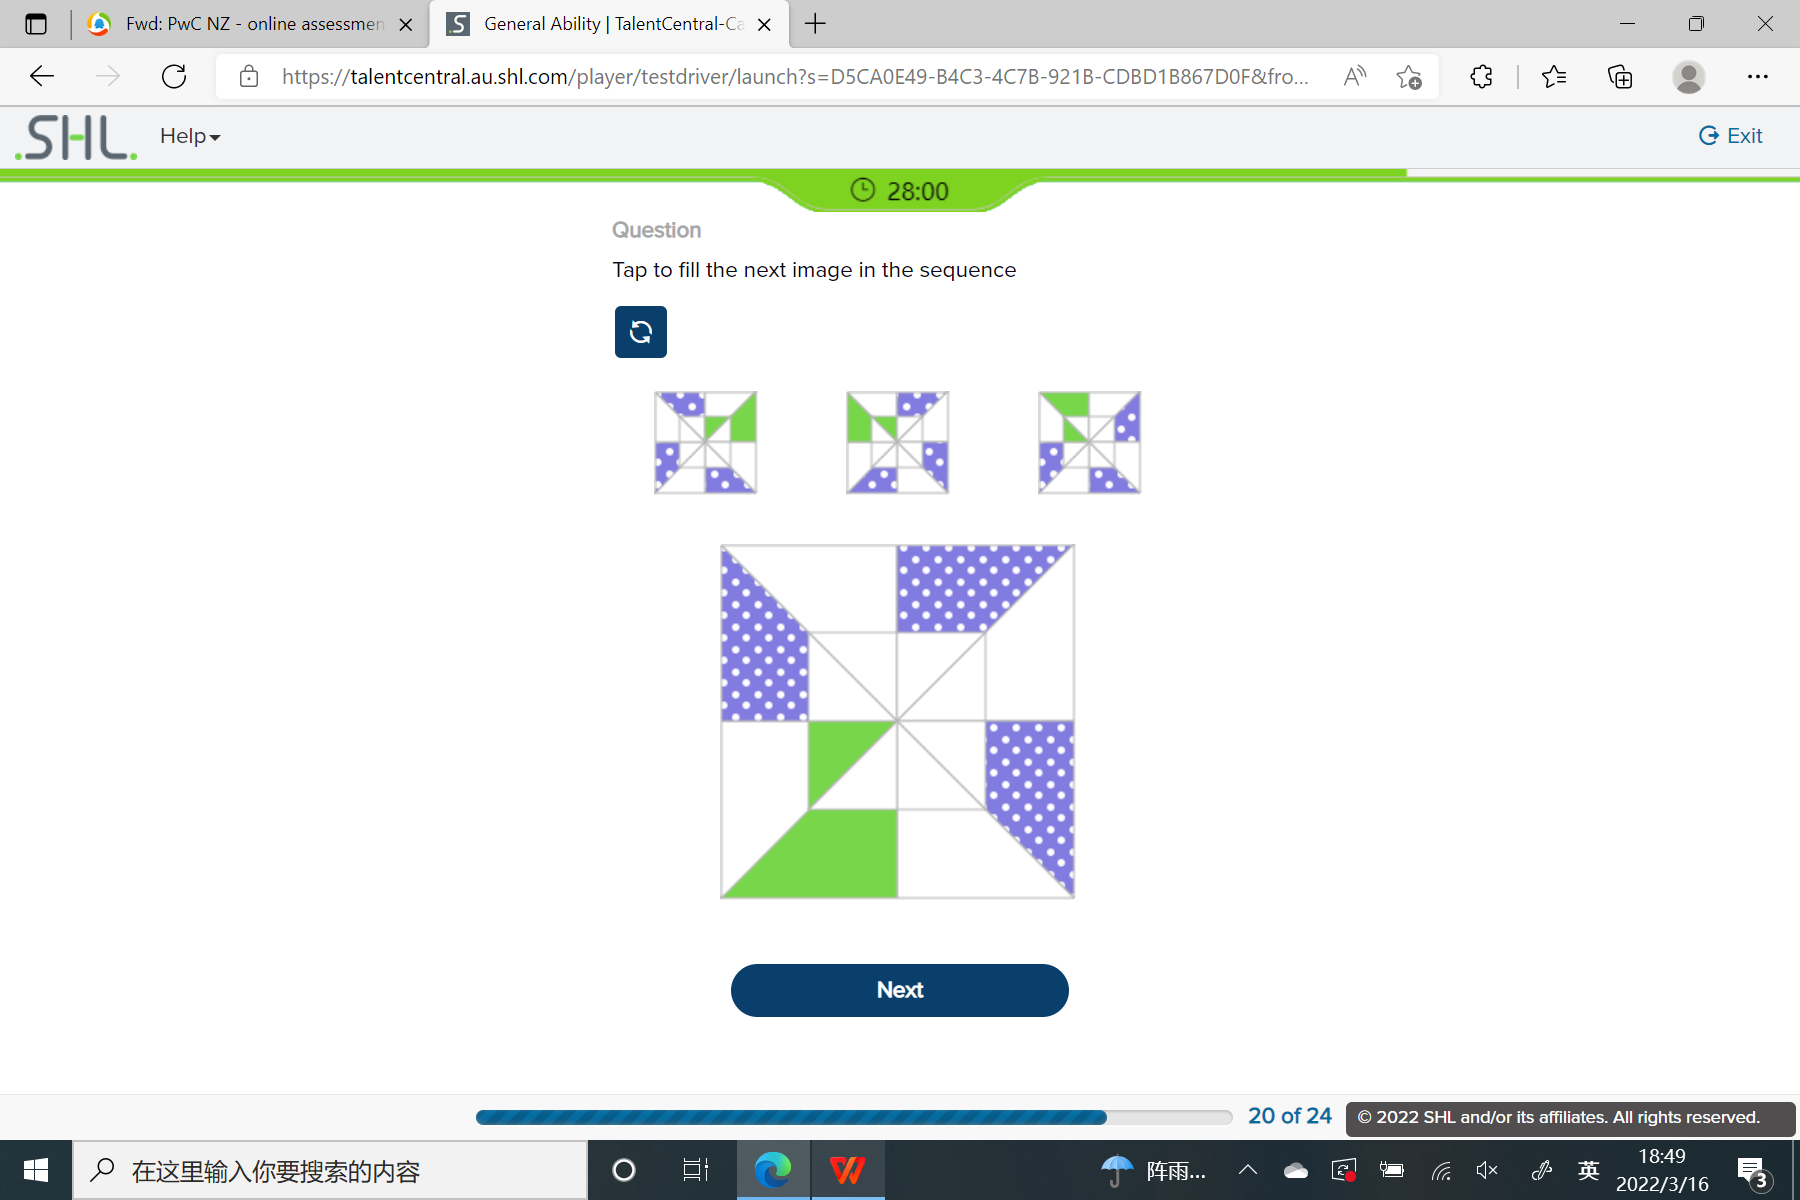 Fwd: PwC NZ - online assessmen
General Ability | TalentCentral-Ca
https://talentcentral.au.shl.com/player/testdriver/launch?s=D5CA0E49-B4C3-4C7B-921B-CDBD1B867D0F&fro...
.SHL.
Help
Exit
28:00
Question
Tap to fill the next image in the sequence
Next
20 of 24
© 2022 SHL and/or its affiliates. All rights reserved.
在这里输入你要搜索的内容
阵雨...
英
18:49
2022/3/16
3